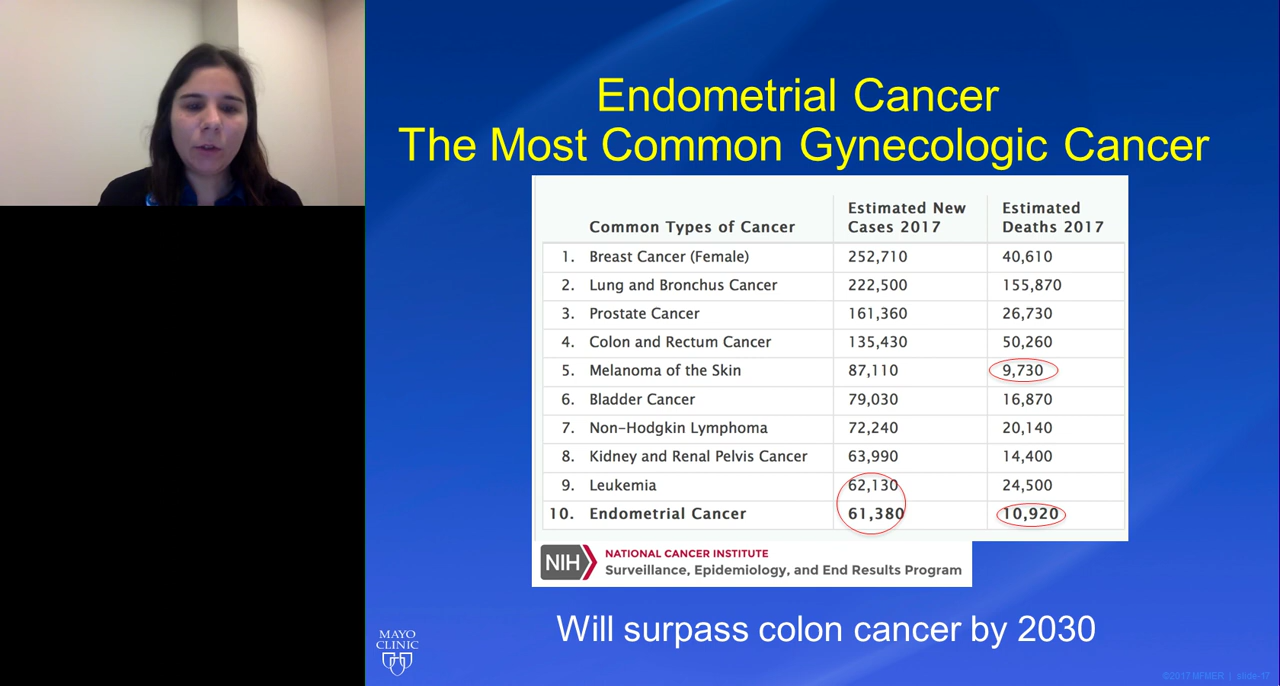 Endometrial Cancer
The Most Common Gynecologic Cancer
Common Types of Cancer Estimated New Cases 2017 Estimated Deaths 2017
1. Breast Cancer (Female) 252,710 40,610
2. Lung and Bronchus Cancer 222,500 155,870
3. Prostate Cancer 161,360 26,730
4. Colon and Rectum Cancer 135,430 50,260
5. Melanoma of the Skin 87,110 9,730
6. Bladder Cancer 79,030 16,870
7. Non-Hodgkin Lymphoma 72,240 20,140
8. Kidney and Renal Pelvis Cancer 63,990 14,400
9. Leukemia 62,130 24,500
10. Endometrial Cancer 61,380 10,920
NIH NATIONAL CANCER INSTITUTE
Surveillance, Epidemiology, and End Results Program
Will surpass colon cancer by 2030
MAYO
CLINIC
©2017 MFMER | slide-17